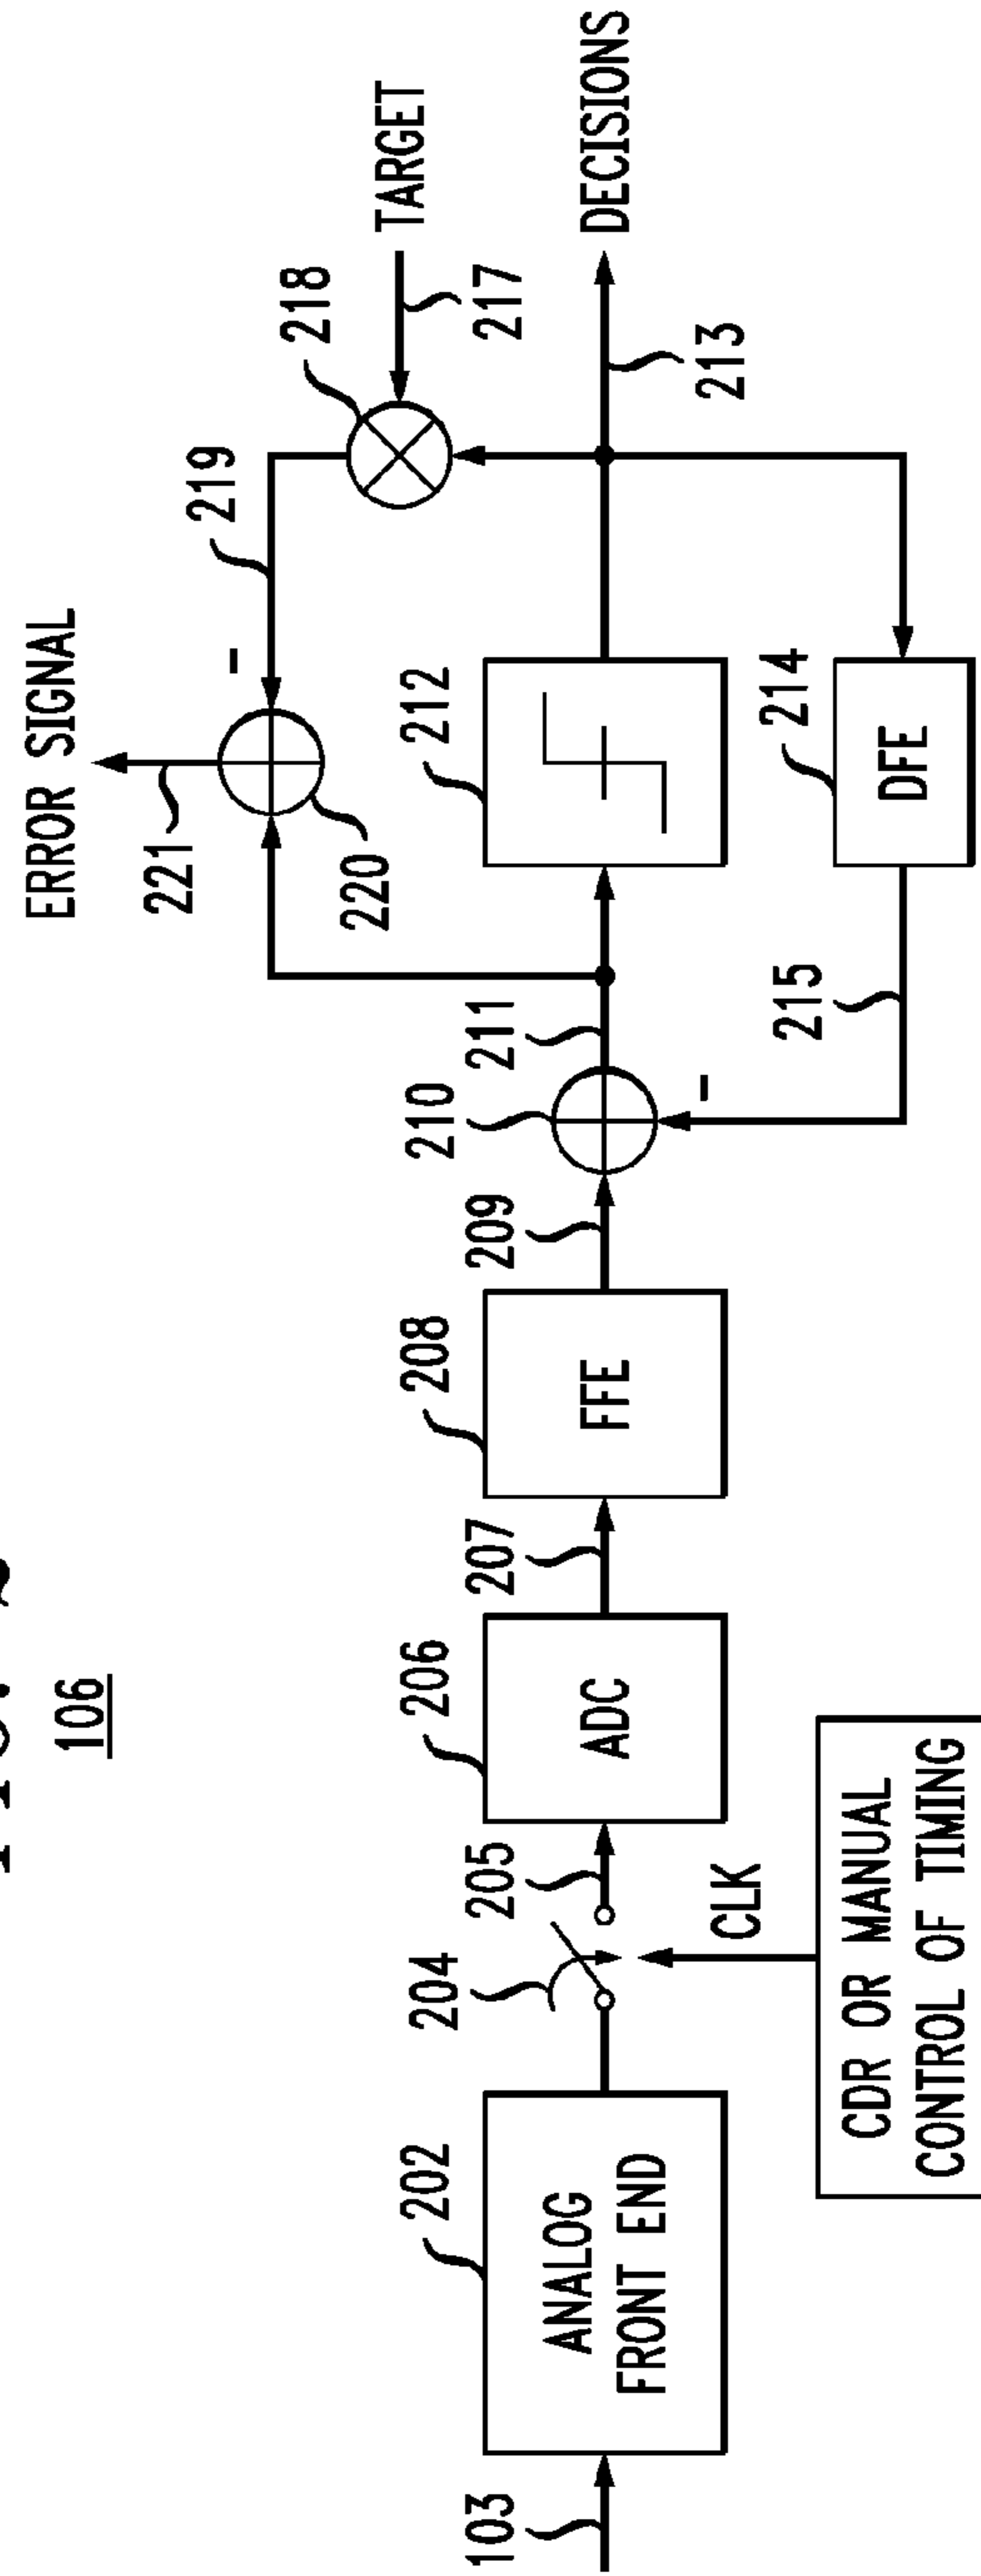 106
ERROR SIGNAL
221
219
218
TARGET
217
220
103
202
ANALOG
FRONT END
204
205
206
ADC
207
208
FFE
209
210
211
212
213
DECISIONS
CLK
CDR OR MANUAL
CONTROL OF TIMING
215
214
DFE
-
-